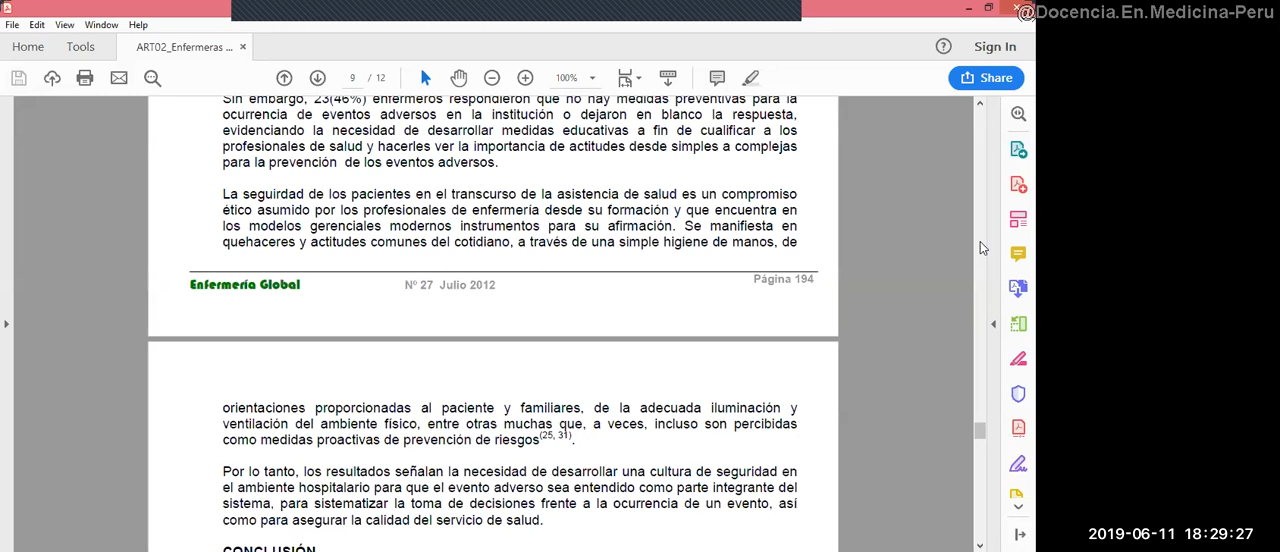 @Docencia.En.Medicina-Peru
File Edit View Window Help
Home Tools ART02_Enfermeras ... × Sign In
9 / 12 100% Share
Sin embargo, 23(46%) enfermeros respondieron que no hay medidas preventivas para la
ocurrencia de eventos adversos en la institución o dejaron en blanco la respuesta,
evidenciando la necesidad de desarrollar medidas educativas a fin de cualificar a los
profesionales de salud y hacerles ver la importancia de actitudes desde simples a complejas
para la prevención de los eventos adversos.
La seguirdad de los pacientes en el transcurso de la asistencia de salud es un compromiso
ético asumido por los profesionales de enfermería desde su formación y que encuentra en
los modelos gerenciales modernos instrumentos para su afirmación. Se manifiesta en
quehaceres y actitudes comunes del cotidiano, a través de una simple higiene de manos, de
Enfermería Global Nº 27 Julio 2012 Página 194
orientaciones proporcionadas al paciente y familiares, de la adecuada iluminación y
ventilación del ambiente físico, entre otras muchas que, a veces, incluso son percibidas
como medidas proactivas de prevención de riesgos(25, 31).
Por lo tanto, los resultados señalan la necesidad de desarrollar una cultura de seguridad en
el ambiente hospitalario para que el evento adverso sea entendido como parte integrante del
sistema, para sistematizar la toma de decisiones frente a la ocurrencia de un evento, así
como para asegurar la calidad del servicio de salud.
CONCLUSIÓN
2019-06-11 18:29:27